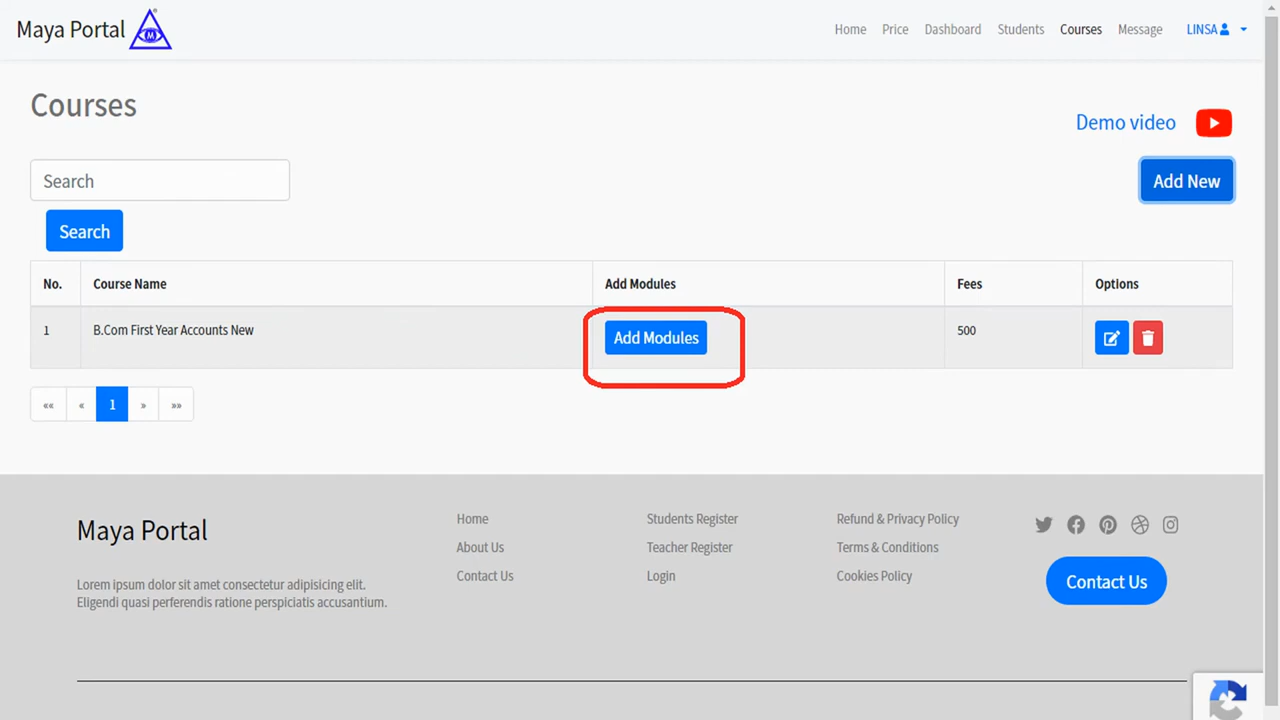 Maya Portal
M
Home Price Dashboard Students Courses Message LINSA
Courses
Demo video
Search
Add New
Search
No. Course Name Add Modules Fees Options
1 B.Com First Year Accounts New Add Modules 500
«« « 1 » »»
Maya Portal
Lorem ipsum dolor sit amet consectetur adipisicing elit.
Eligendi quasi perferendis ratione perspiciatis accusantium.
Home
About Us
Contact Us
Students Register
Teacher Register
Login
Refund & Privacy Policy
Terms & Conditions
Cookies Policy
Contact Us